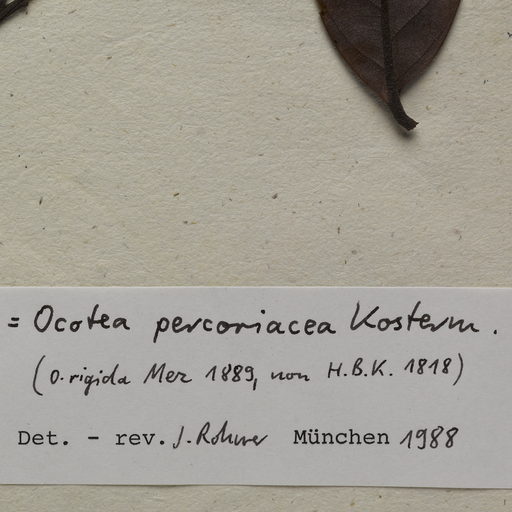 = Ocotea percoriacea Kosterm.
(O. rigida Mez 1889, non H.B.K. 1818)
Det. - rev. J. Rohwer München 1988